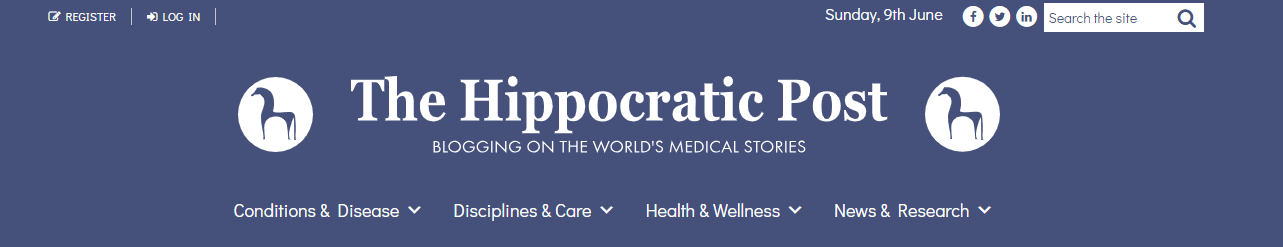 REGISTER LOG IN Sunday, 9th June Search the site
The Hippocratic Post
BLOGGING ON THE WORLD'S MEDICAL STORIES
Conditions & Disease Disciplines & Care Health & Wellness News & Research